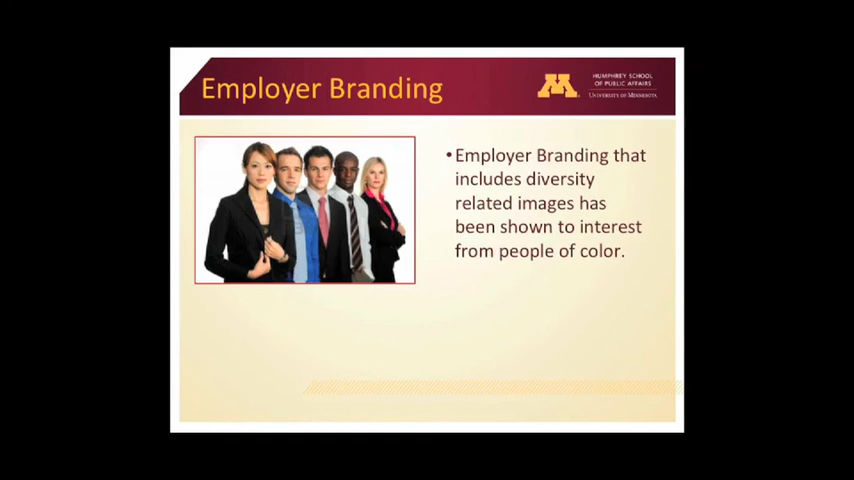 Employer Branding
HUMPHREY SCHOOL
OF PUBLIC AFFAIRS
UNIVERSITY OF MINNESOTA
• Employer Branding that
includes diversity
related images has
been shown to interest
from people of color.